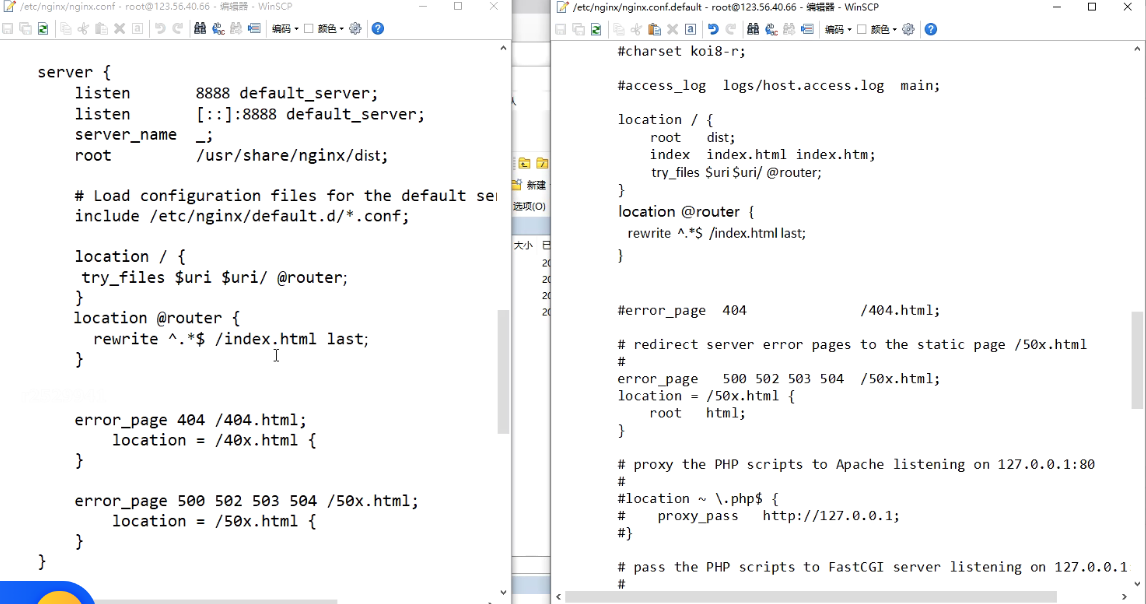 /etc/nginx/nginx.conf - root@123.56.40.66 - 编辑器 - WinSCP
编码 颜色
server {
listen 8888 default_server;
listen [::]:8888 default_server;
server_name _;
root /usr/share/nginx/dist;
# Load configuration files for the default se
include /etc/nginx/default.d/*.conf;
location / {
try_files $uri $uri/ @router;
}
location @router {
rewrite ^.*$ /index.html last;
}
error_page 404 /404.html;
location = /40x.html {
}
error_page 500 502 503 504 /50x.html;
location = /50x.html {
}
}
新建
选项(O)
大小
20
20
20
20
/etc/nginx/nginx.conf.default - root@123.56.40.66 - 编辑器 - WinSCP
编码 颜色
#charset koi8-r;
#access_log logs/host.access.log main;
location / {
root dist;
index index.html index.htm;
try_files $uri $uri/ @router;
}
location @router {
rewrite ^.*$ /index.html last;
}
#error_page 404 /404.html;
# redirect server error pages to the static page /50x.html
#
error_page 500 502 503 504 /50x.html;
location = /50x.html {
root html;
}
# proxy the PHP scripts to Apache listening on 127.0.0.1:80
#
#location ~ \.php$ {
# proxy_pass http://127.0.0.1;
#}
# pass the PHP scripts to FastCGI server listening on 127.0.0.1
#